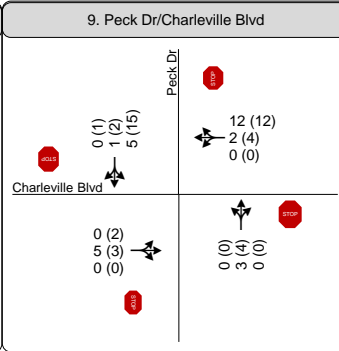 9. Peck Dr/Charleville Blvd
Peck Dr
STOP
0 (1)
1 (2)
5 (15)
12 (12)
2 (4)
0 (0)
STOP
Charleville Blvd
STOP
0 (2)
5 (3)
0 (0)
0 (0)
3 (4)
0 (0)
STOP